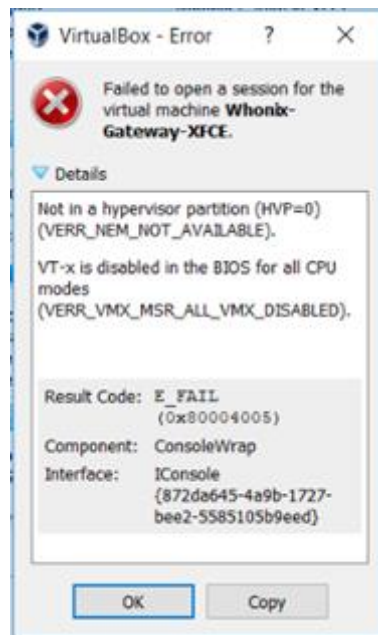 VirtualBox - Error ? ×
Failed to open a session for the
virtual machine Whonix-
Gateway-XFCE.
Details
Not in a hypervisor partition (HVP=0)
(VERR_NEM_NOT_AVAILABLE).
VT-x is disabled in the BIOS for all CPU
modes
(VERR_VMX_MSR_ALL_VMX_DISABLED).
Result Code: E_FAIL
(0x80004005)
Component: ConsoleWrap
Interface: IConsole
{872da645-4a9b-1727-
bee2-5585105b9eed}
OK Copy